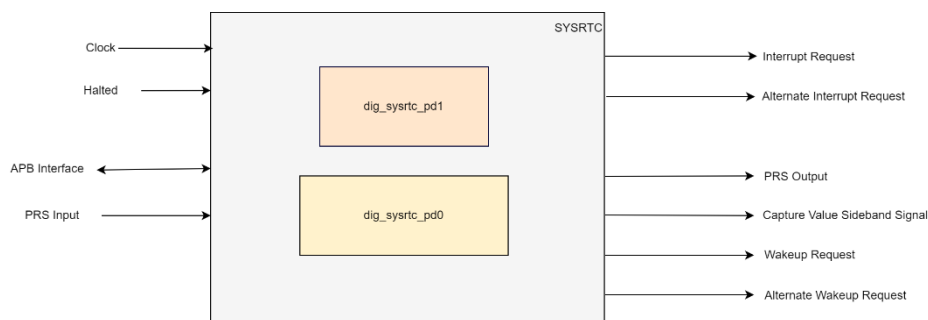 SYSRTC
Clock
Halted
APB Interface
PRS Input
dig_sysrtc_pd1
dig_sysrtc_pd0
Interrupt Request
Alternate Interrupt Request
PRS Output
Capture Value Sideband Signal
Wakeup Request
Alternate Wakeup Request